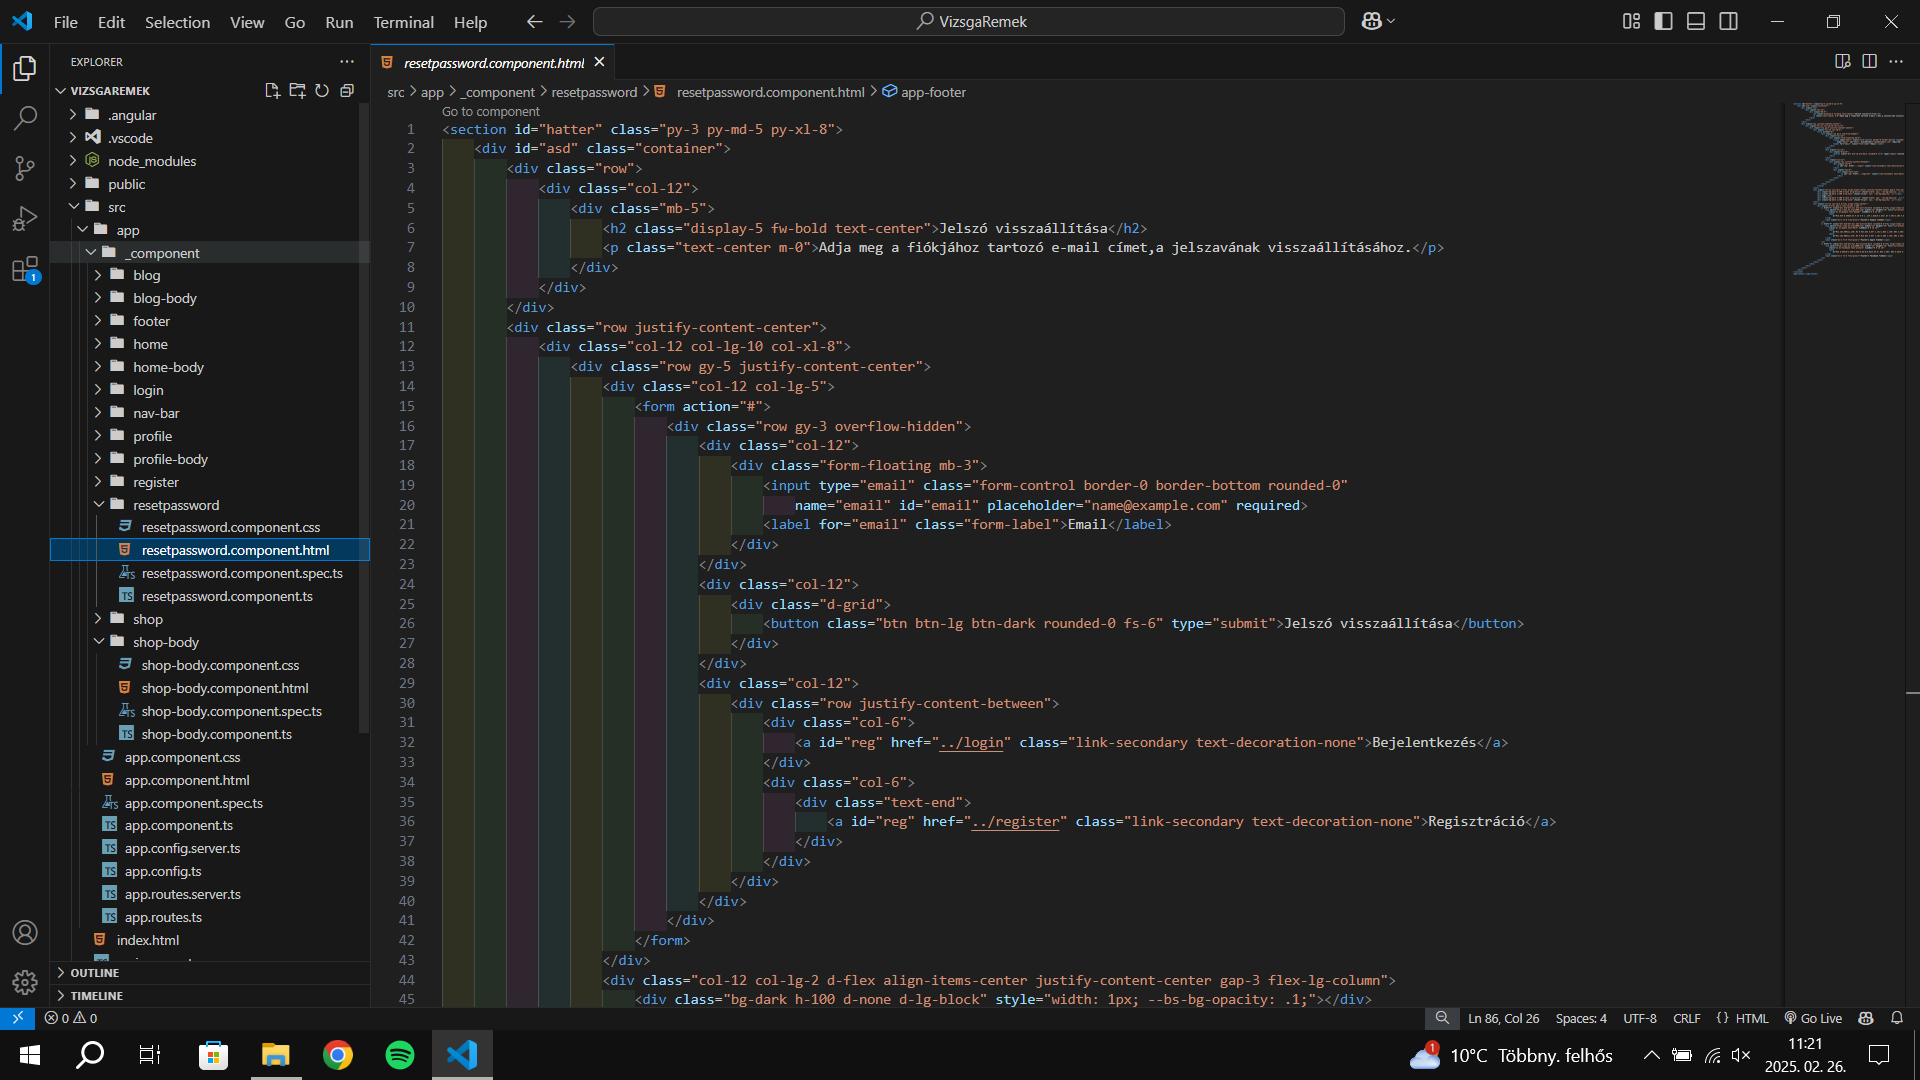 File Edit Selection View Go Run Terminal Help
VizsgaRemek
EXPLORER
VIZSGAREMEK
.angular
.vscode
node_modules
public
src
app
_component
blog
blog-body
footer
home
home-body
login
nav-bar
profile
profile-body
register
resetpassword
resetpassword.component.css
resetpassword.component.html
resetpassword.component.spec.ts
resetpassword.component.ts
shop
shop-body
shop-body.component.css
shop-body.component.html
shop-body.component.spec.ts
shop-body.component.ts
app.component.css
app.component.html
app.component.spec.ts
app.component.ts
app.config.server.ts
app.config.ts
app.routes.server.ts
app.routes.ts
index.html
OUTLINE
TIMELINE
resetpassword.component.html
src > app > _component > resetpassword > resetpassword.component.html > app-footer
Go to component
1 <section id="hatter" class="py-3 py-md-5 py-xl-8">
2 <div id="asd" class="container">
3 <div class="row">
4 <div class="col-12">
5 <div class="mb-5">
6 <h2 class="display-5 fw-bold text-center">Jelszó visszaállítása</h2>
7 <p class="text-center m-0">Adja meg a fiókjához tartozó e-mail címet,a jelszavának visszaállításához.</p>
8 </div>
9 </div>
10 </div>
11 <div class="row justify-content-center">
12 <div class="col-12 col-lg-10 col-xl-8">
13 <div class="row gy-5 justify-content-center">
14 <div class="col-12 col-lg-5">
15 <form action="#">
16 <div class="row gy-3 overflow-hidden">
17 <div class="col-12">
18 <div class="form-floating mb-3">
19 <input type="email" class="form-control border-0 border-bottom rounded-0"
20 name="email" id="email" placeholder="name@example.com" required>
21 <label for="email" class="form-label">Email</label>
22 </div>
23 </div>
24 <div class="col-12">
25 <div class="d-grid">
26 <button class="btn btn-lg btn-dark rounded-0 fs-6" type="submit">Jelszó visszaállítása</button>
27 </div>
28 </div>
29 <div class="col-12">
30 <div class="row justify-content-between">
31 <div class="col-6">
32 <a id="reg" href="../login" class="link-secondary text-decoration-none">Bejelentkezés</a>
33 </div>
34 <div class="col-6">
35 <div class="text-end">
36 <a id="reg" href="../register" class="link-secondary text-decoration-none">Regisztráció</a>
37 </div>
38 </div>
39 </div>
40 </div>
41 </div>
42 </form>
43 </div>
44 <div class="col-12 col-lg-2 d-flex align-items-center justify-content-center gap-3 flex-lg-column">
45 <div class="bg-dark h-100 d-none d-lg-block" style="width: 1px; --bs-bg-opacity: .1;"></div>
0 0
Ln 86, Col 26 Spaces: 4 UTF-8 CRLF {} HTML Go Live
1 10°C Többny. felhős
11:21
2025. 02. 26.